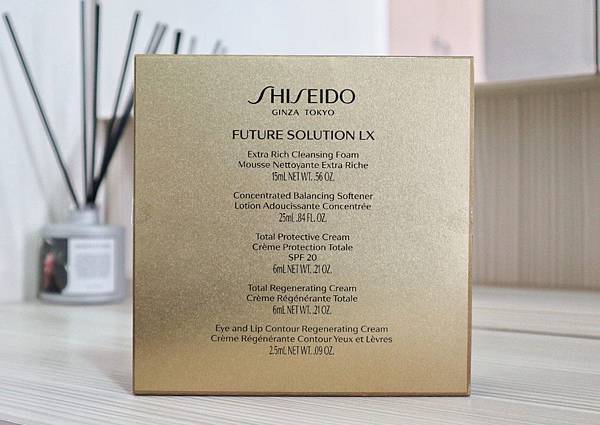 SHISEIDO
GINZA TOKYO
FUTURE SOLUTION LX
Extra Rich Cleansing Foam
Mousse Nettoyante Extra Riche
15mL NET WT. .56 OZ.
Concentrated Balancing Softener
Lotion Adoucissante Concentrée
25mL .84 FL. OZ.
Total Protective Cream
Crème Protection Totale
SPF 20
6mL NET WT. .21 OZ.
Total Regenerating Cream
Crème Régénérante Totale
6mL NET WT. .21 OZ.
Eye and Lip Contour Regenerating Cream
Crème Régénérante Contour Yeux et Lèvres
2.5mL NET WT. .09 OZ.